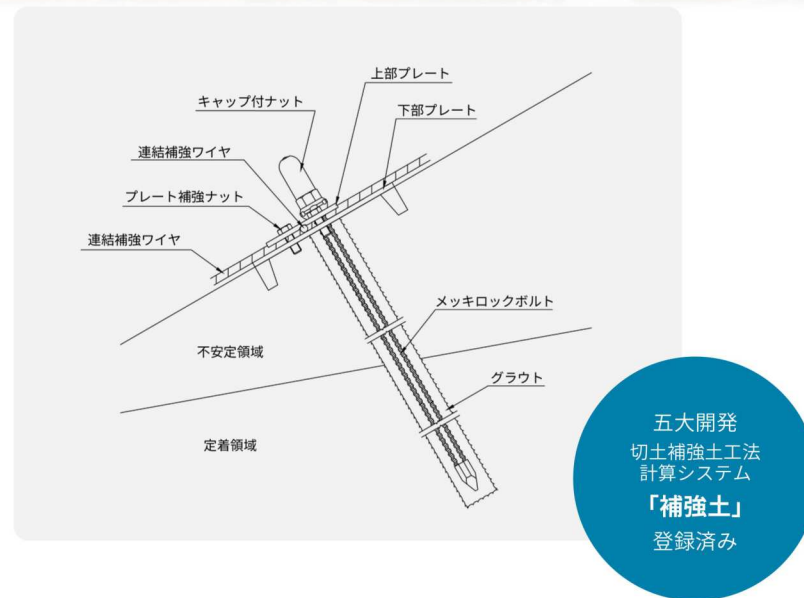 上部プレート
キャップ付ナット
下部プレート
連結補強ワイヤ
プレート補強ナット
連結補強ワイヤ
メッキロックボルト
不安定領域
グラウト
定着領域
五大開発
切土補強土工法
計算システム
「補強土」
登録済み